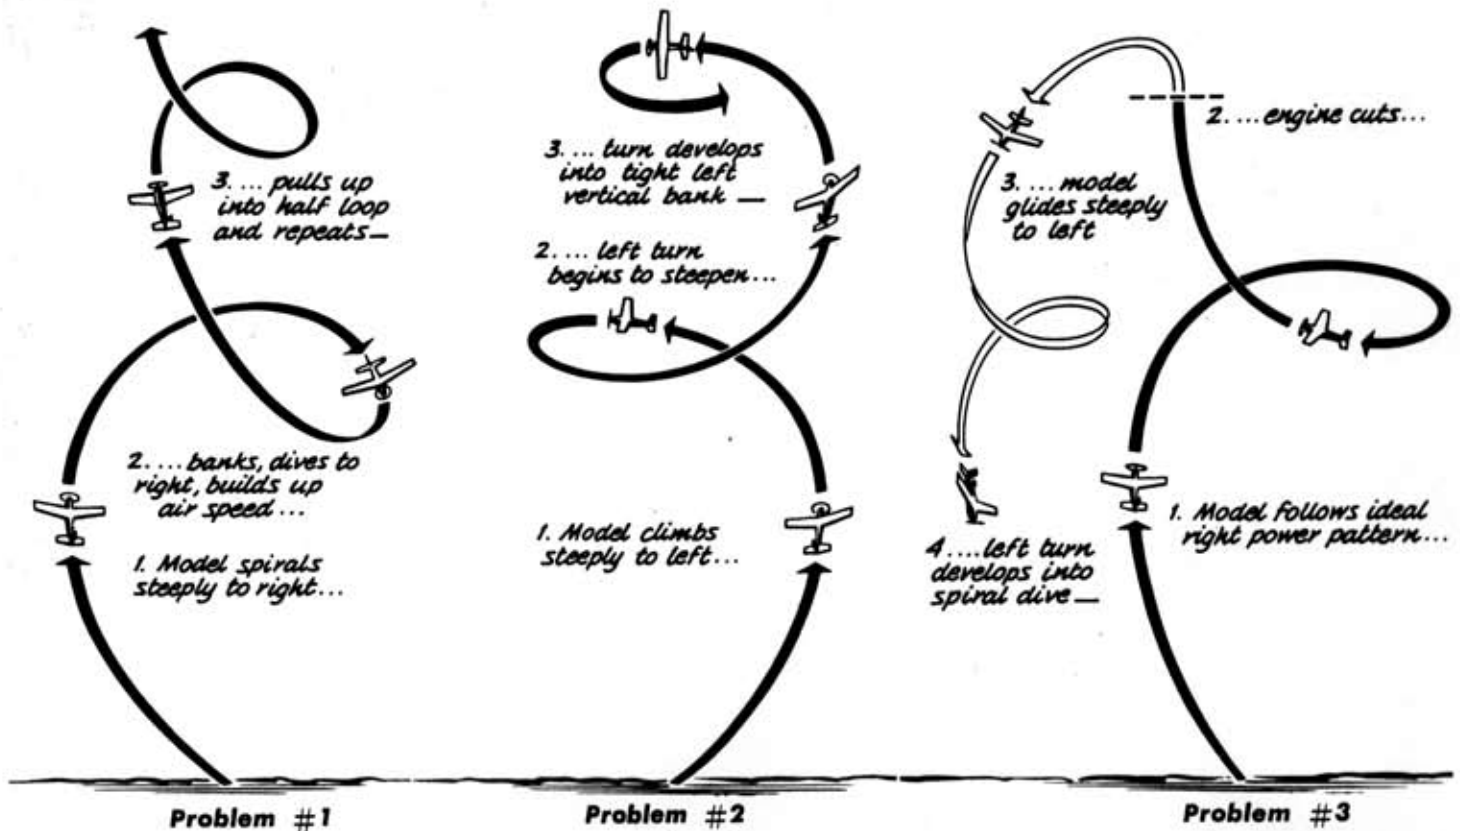 3. ... pulls up
into half loop
and repeats—
2. ... banks, dives to
right, builds up
air speed ...
1. Model spirals
steeply to right...
Problem #1
3. ... turn develops
into tight left
vertical bank —
2. ... left turn
begins to steepen...
1. Model climbs
steeply to left...
Problem #2
2. ... engine cuts...
3. ... model
glides steeply
to left
4....left turn
develops into
spiral dive —
1. Model follows ideal
right power pattern...
Problem #3